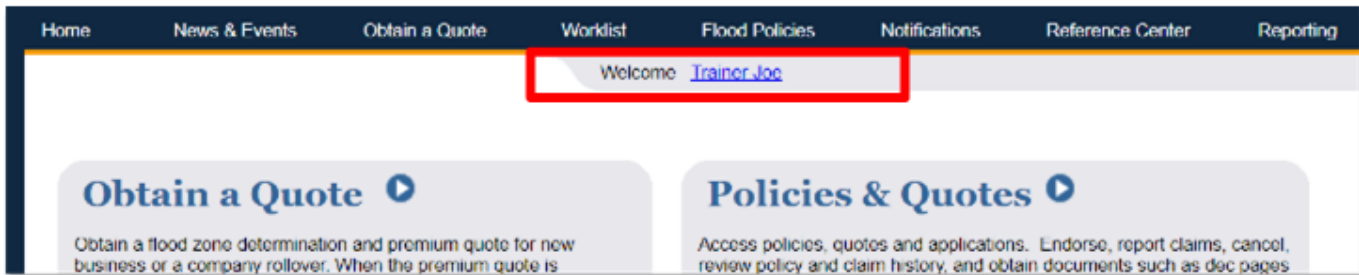 Home News & Events Obtain a Quote Worklist Flood Policies Notifications Reference Center Reporting
Welcome Trainer Joe
Obtain a Quote
Obtain a flood zone determination and premium quote for new
business or a company rollover. When the premium quote is
Policies & Quotes
Access policies, quotes and applications. Endorse, report claims, cancel,
review policy and claim history, and obtain documents such as dec pages